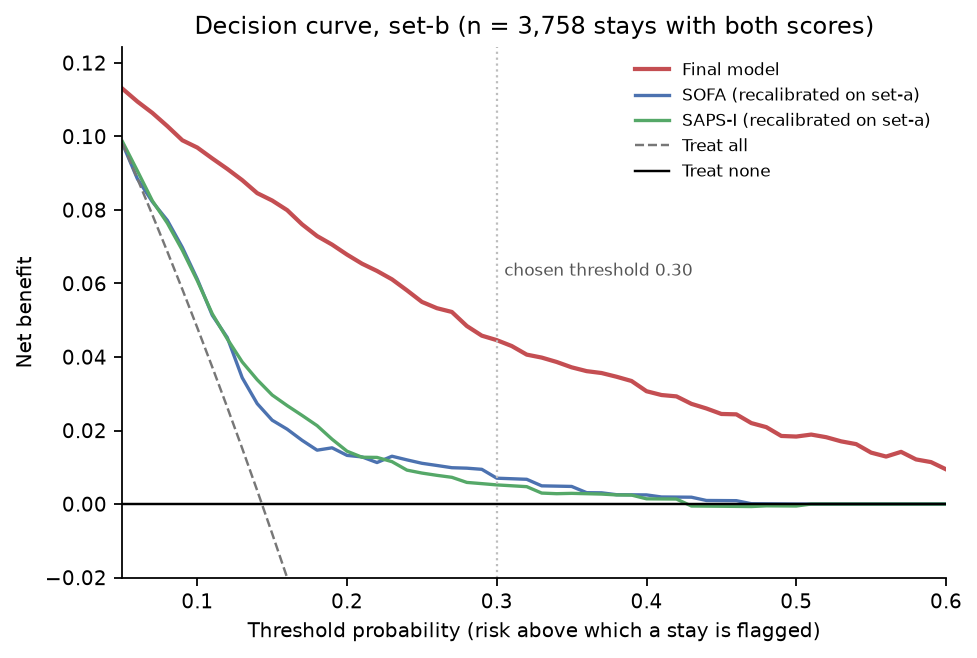 Decision curve, set-b (n = 3,758 stays with both scores)
Final model
SOFA (recalibrated on set-a)
SAPS-I (recalibrated on set-a)
Treat all
Treat none
chosen threshold 0.30
Net benefit
0.12
0.10
0.08
0.06
0.04
0.02
0.00
−0.02
0.1 0.2 0.3 0.4 0.5 0.6
Threshold probability (risk above which a stay is flagged)